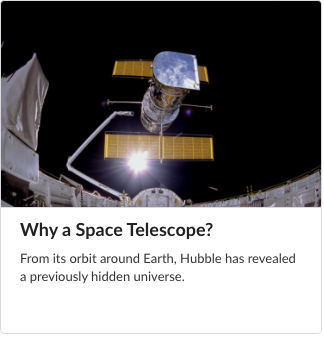 Why a Space Telescope?
From its orbit around Earth, Hubble has revealed
a previously hidden universe.